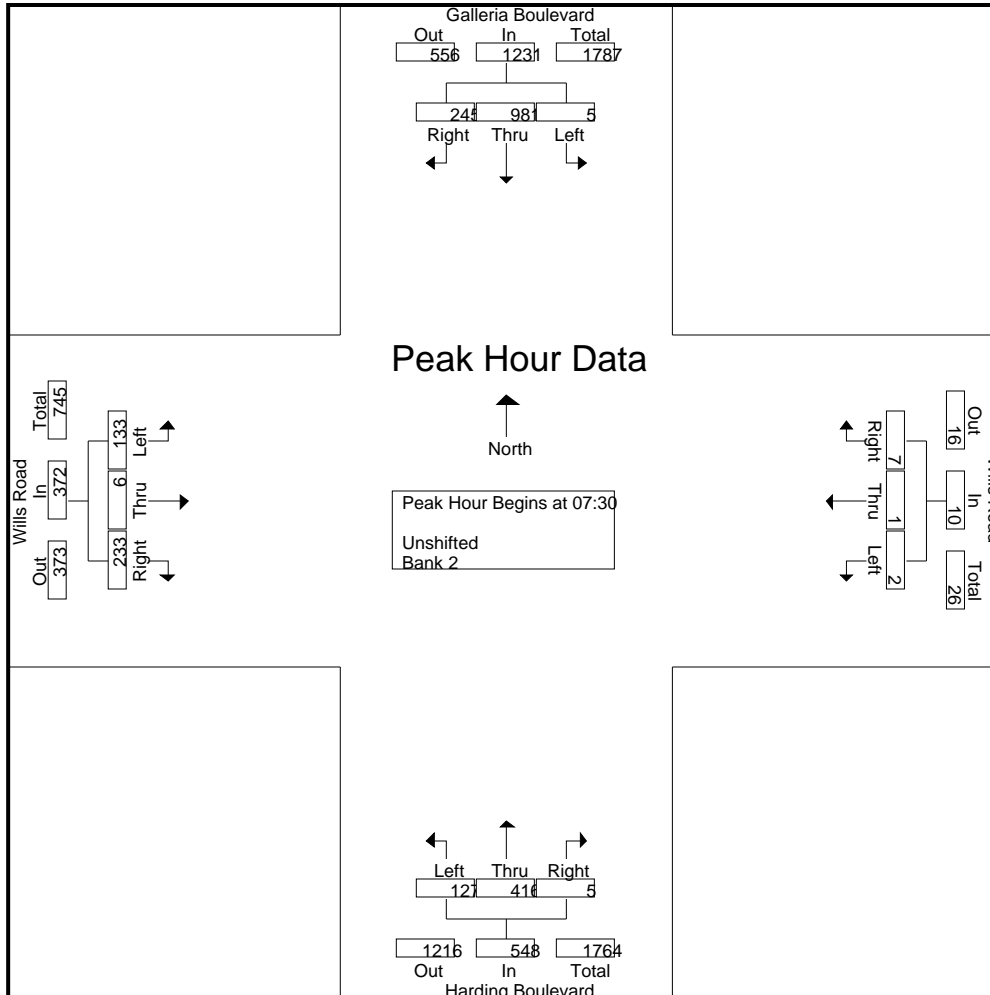 Galleria Boulevard
Out In Total
556 1231 1787
245 981 5
Right Thru Left
Peak Hour Data
North
Peak Hour Begins at 07:30
Unshifted
Bank 2
Wills Road
Total In Out
745 372 373
133 6 233
Left Thru Right
Right Thru Left
7 1 2
Out In Total
16 10 26
Left Thru Right
127 416 5
1216 548 1764
Out In Total
Harding Boulevard